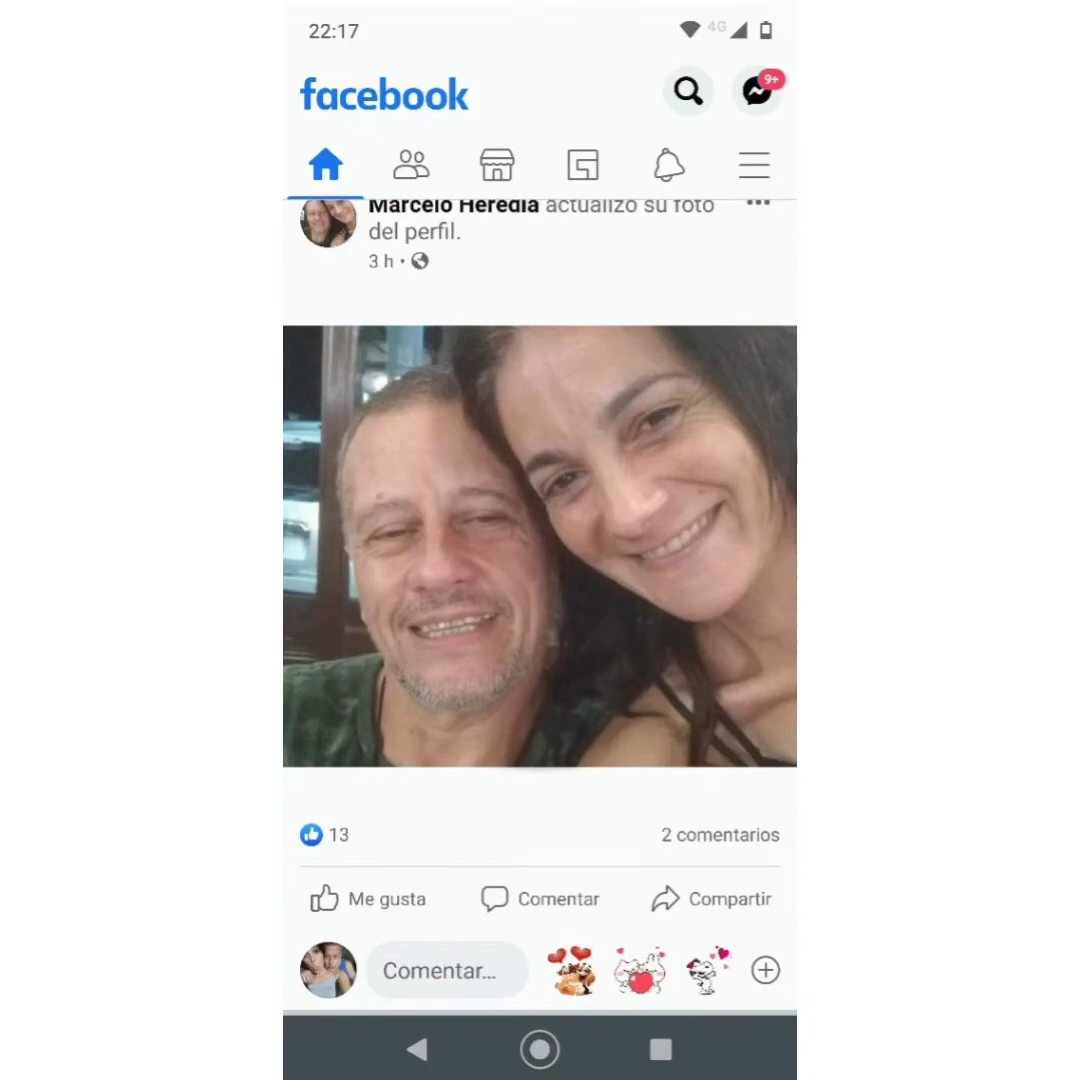 22:17
4G
facebook
9+
Marcelo Heredia actualizó su foto
del perfil.
3 h •
13
2 comentarios
Me gusta
Comentar
Compartir
Comentar...